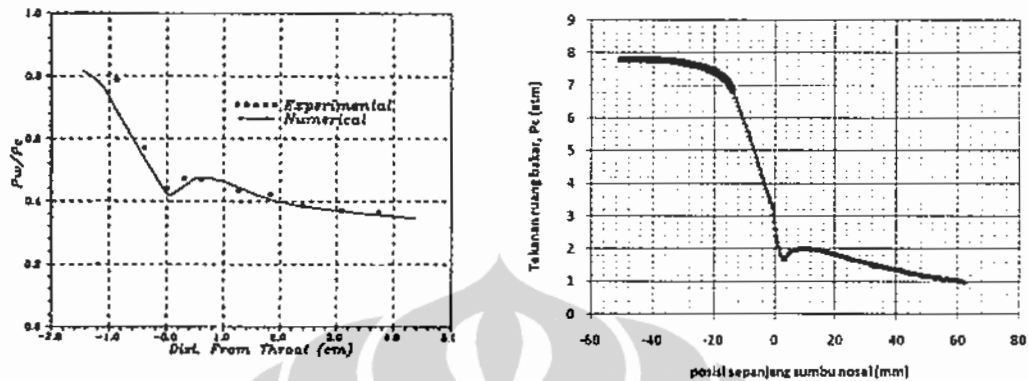 1.0
0.8
0.6
0.4
0.2
0.0
Pw/Pc
Experimental
Numerical
-2.0 -1.0 -0.0 1.0 2.0 3.0 4.0 5.0
Dist. From Throat (cm)
9
8
7
6
5
4
3
2
1
0
Tekanan ruang bakar, Pc (atm)
-60 -40 -20 0 20 40 60 80
posisi sepanjang sumbu nosal (mm)